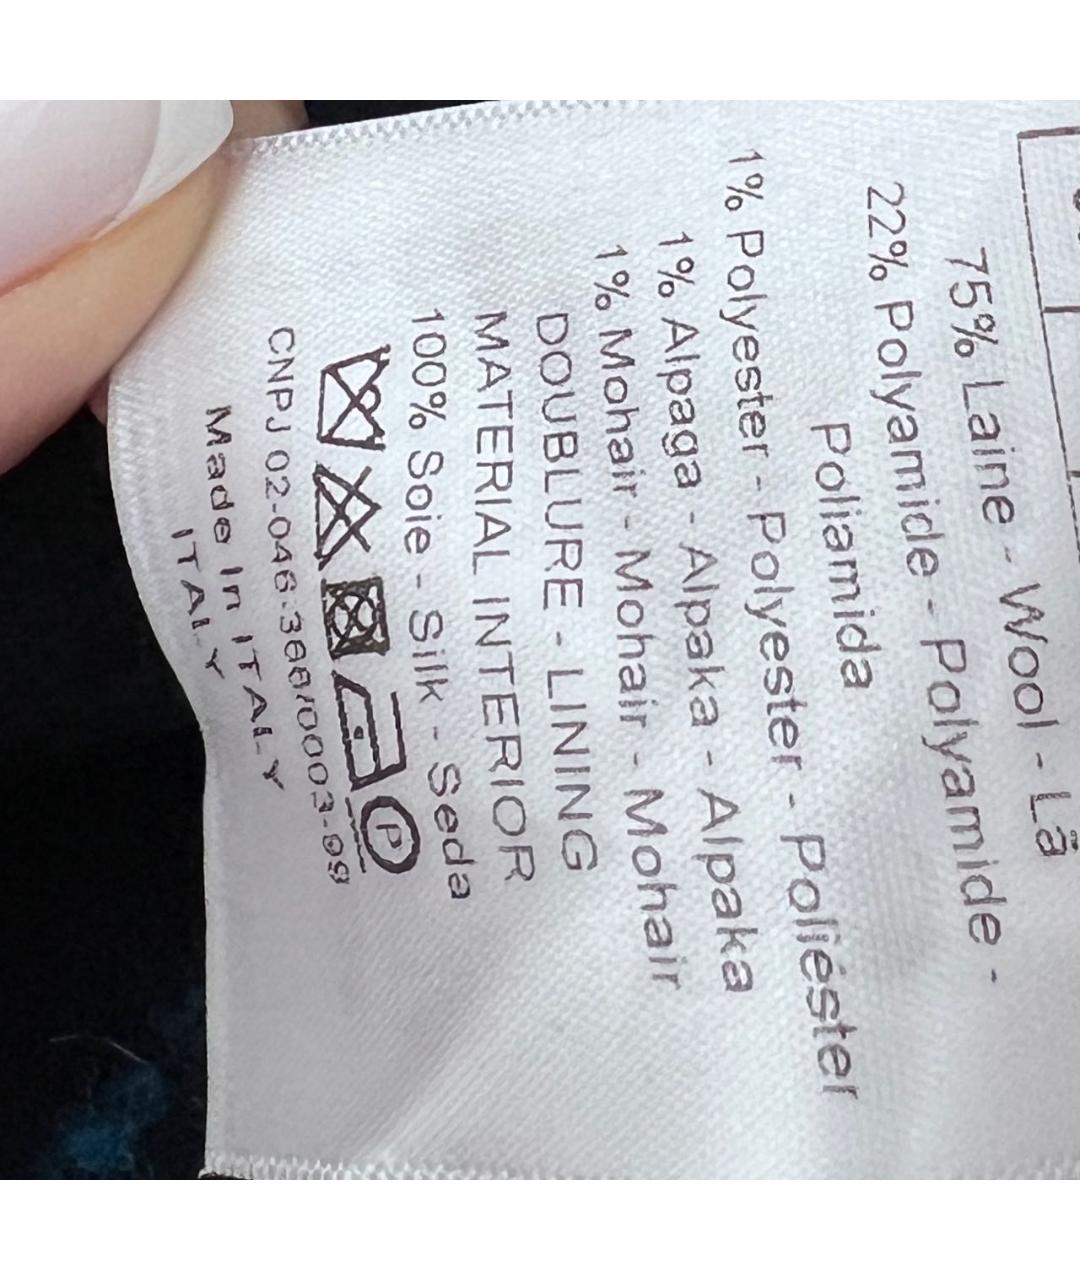 75% Laine - Wool - Lã
22% Polyamide - Polyamide -
Poliamida
1% Polyester - Polyester - Poliéster
1% Alpaga - Alpaka - Alpaka
1% Mohair - Mohair - Mohair
DOUBLURE - LINING
MATERIAL INTERIOR
100% Soie - Silk - Seda
P
CNPJ 02-046-388/0003-89
Made In ITALY
ITALY